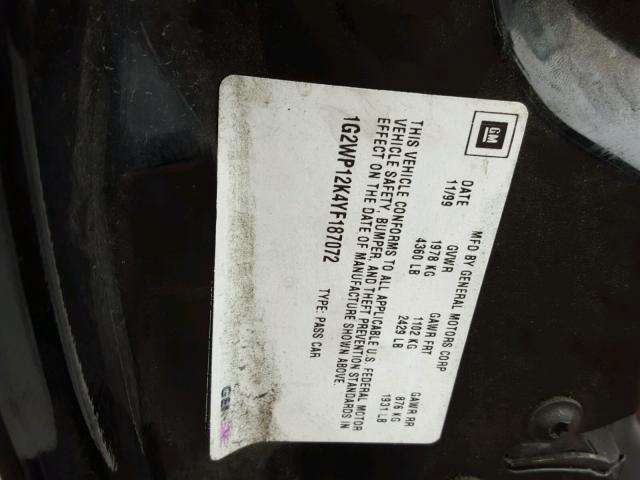 GM
MFD BY GENERAL MOTORS CORP
DATE GVWR GAWR FRT GAWR RR
11/99 1978 KG 1102 KG 876 KG
4360 LB 2429 LB 1931 LB
THIS VEHICLE CONFORMS TO ALL APPLICABLE U.S. FEDERAL MOTOR
VEHICLE SAFETY, BUMPER, AND THEFT PREVENTION STANDARDS IN
EFFECT ON THE DATE OF MANUFACTURE SHOWN ABOVE.
1G2WP12K4YF187072 TYPE: PASS CAR